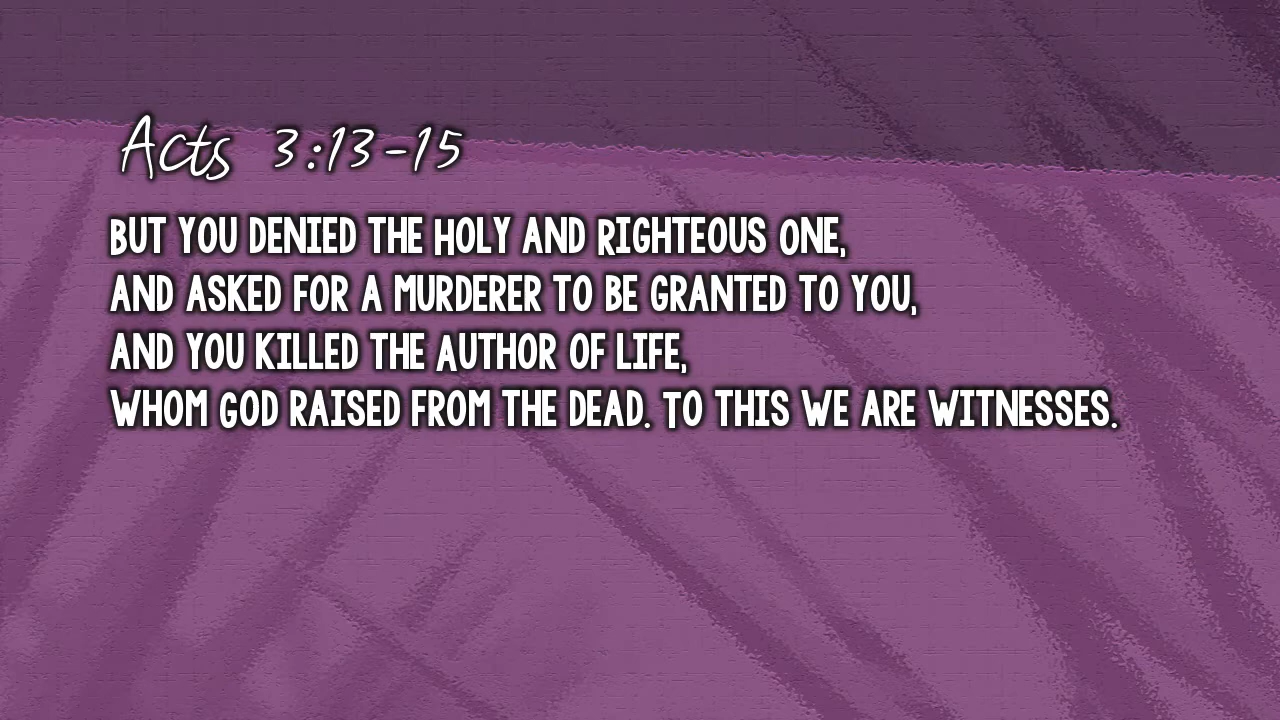 Acts 3:13-15
But you denied the Holy and Righteous One,
and asked for a murderer to be granted to you,
and you killed the Author of life,
whom God raised from the dead. To this we are witnesses.